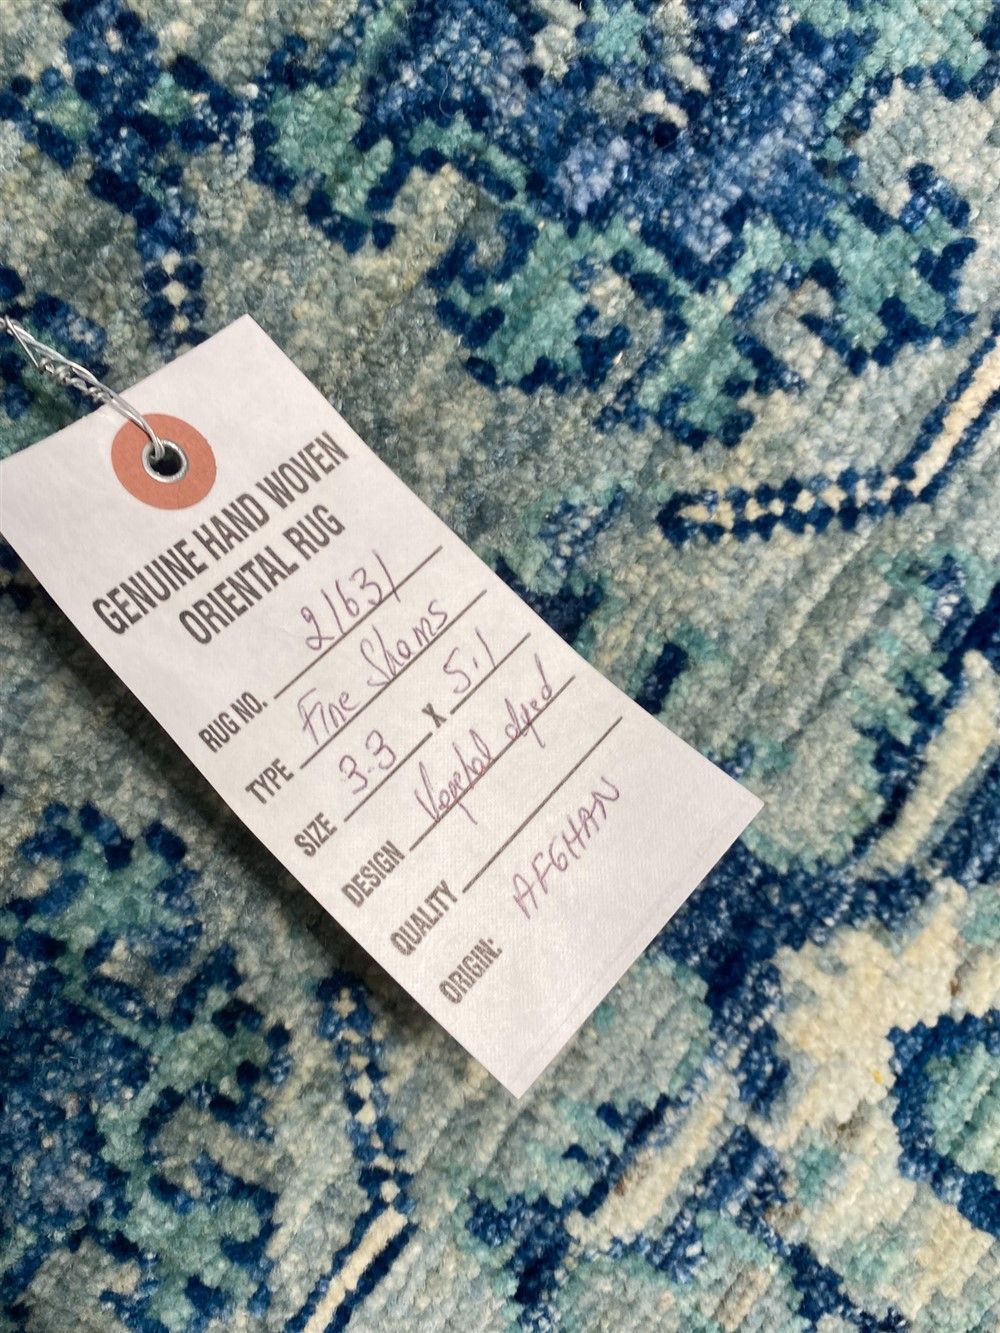 GENUINE HAND WOVEN
ORIENTAL RUG
RUG NO. 21631
TYPE Fine Shams
SIZE 3.3 X 5.1
DESIGN Vegetal dyed
QUALITY
ORIGIN: AFGHAN